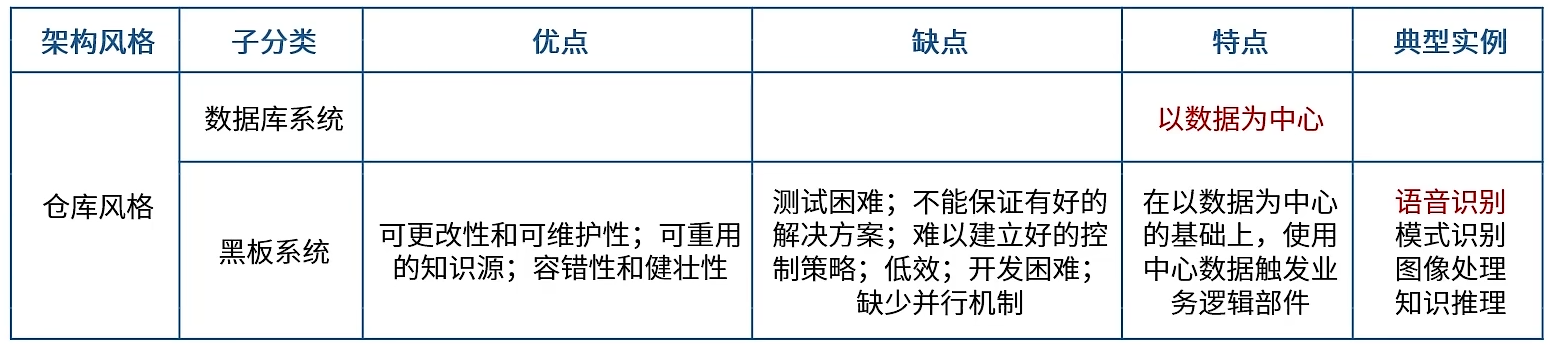 架构风格 子分类 优点 缺点 特点 典型实例
仓库风格
数据库系统
以数据为中心
黑板系统
可更改性和可维护性；可重用
的知识源；容错性和健壮性
测试困难；不能保证有好的
解决方案；难以建立好的控
制策略；低效；开发困难；
缺少并行机制
在以数据为中心
的基础上，使用
中心数据触发业
务逻辑部件
语音识别
模式识别
图像处理
知识推理